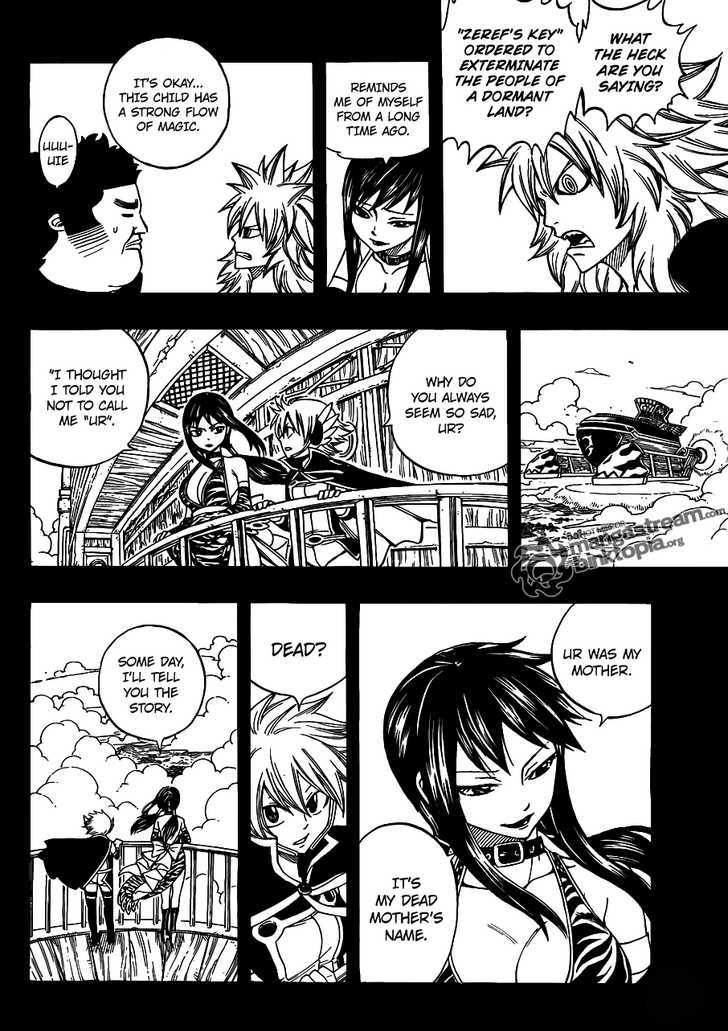 WHAT
THE HECK
ARE YOU
SAYING?
"ZEREF'S KEY"
ORDERED TO
EXTERMINATE
THE PEOPLE OF
A DORMANT
LAND?
REMINDS
ME OF MYSELF
FROM A LONG
TIME AGO.
IT'S OKAY...
THIS CHILD HAS
A STRONG FLOW
OF MAGIC.
UUU-
UIE
WHY DO
YOU ALWAYS
SEEM SO SAD,
UR?
"I THOUGHT
I TOLD YOU
NOT TO CALL
ME "UR".
mangastream.com
inktopia.org
UR WAS MY
MOTHER.
IT'S
MY DEAD
MOTHER'S
NAME.
DEAD?
SOME DAY,
I'LL TELL
YOU THE
STORY.